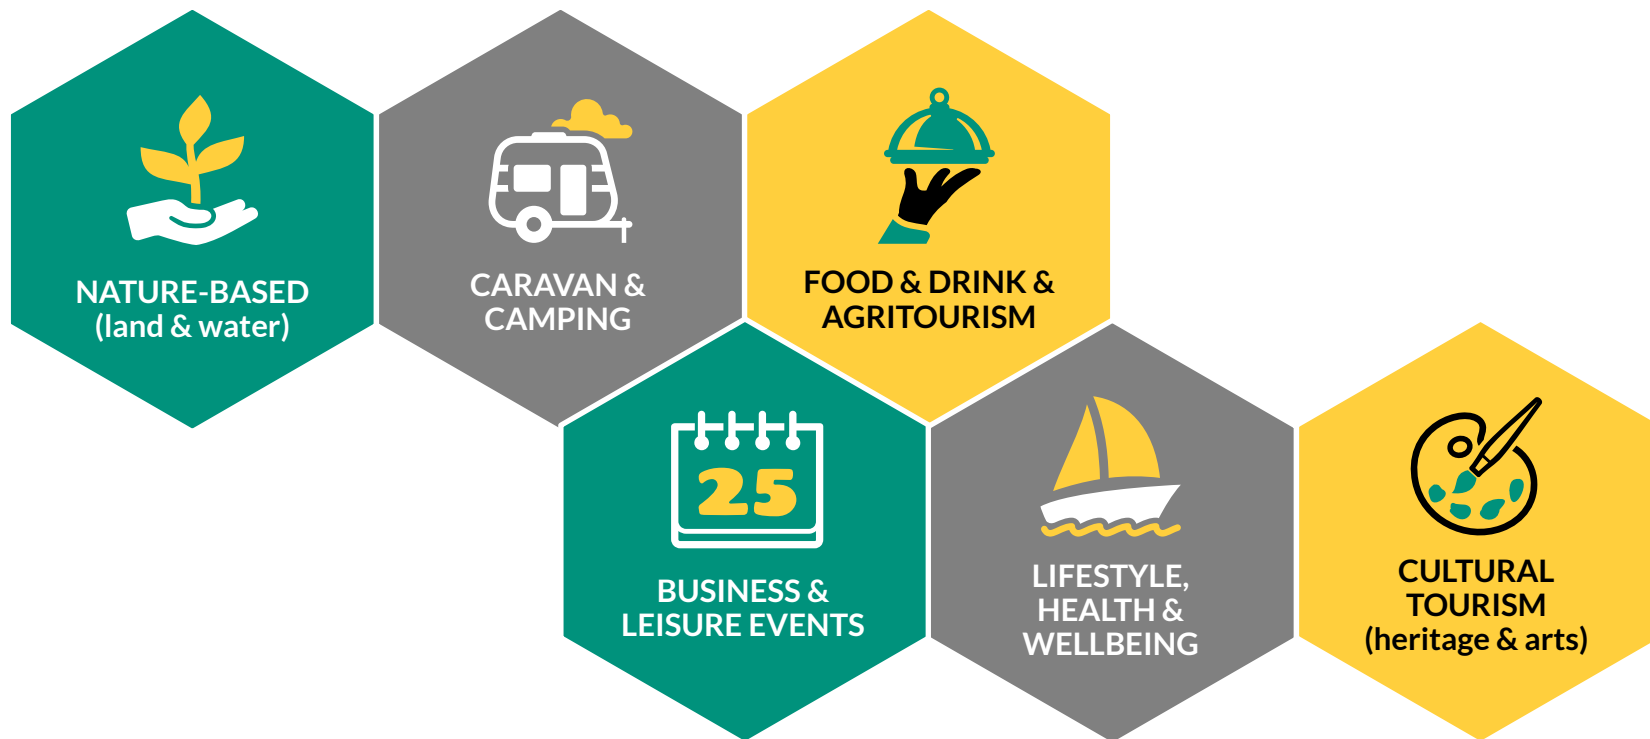 NATURE-BASED
(land & water)
CARAVAN &
CAMPING
FOOD & DRINK &
AGRITOURISM
25
BUSINESS &
LEISURE EVENTS
LIFESTYLE,
HEALTH &
WELLBEING
CULTURAL
TOURISM
(heritage & arts)